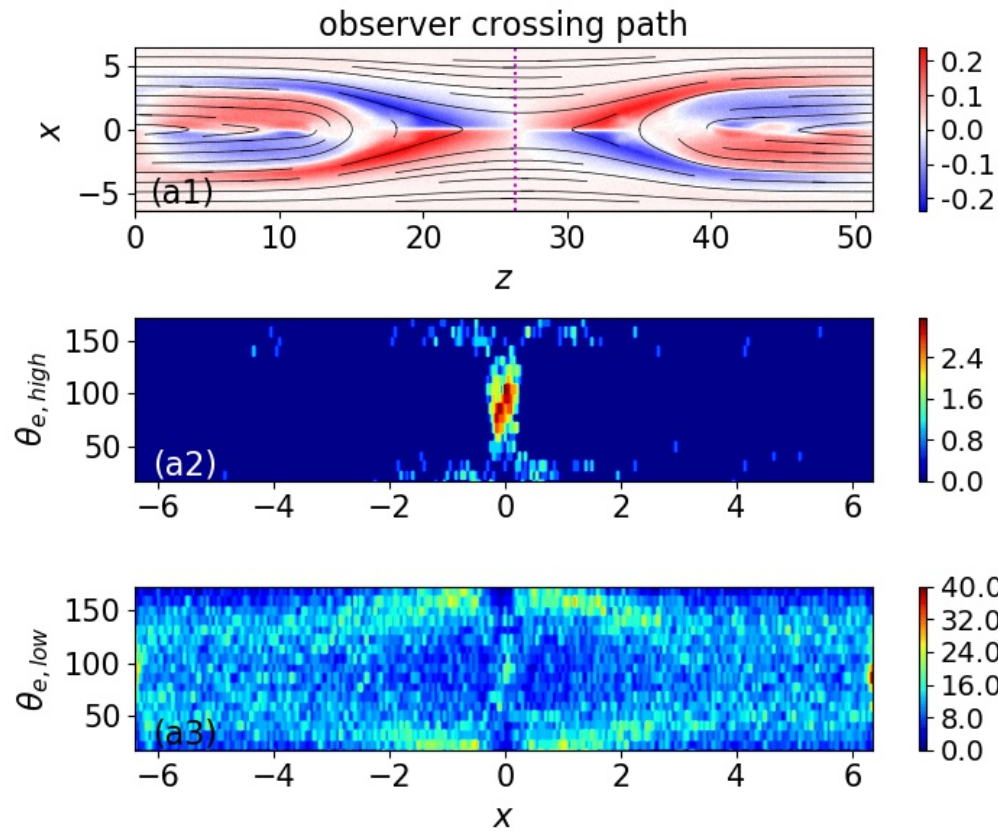 observer crossing path
x
5
0
−5
(a1)
0 10 20 30 40 50
z
0.2
0.1
0.0
-0.1
-0.2
θe,high
150
100
50
(a2)
−6 −4 −2 0 2 4 6
2.4
1.6
0.8
0.0
θe,low
150
100
50
(a3)
−6 −4 −2 0 2 4 6
x
40.0
32.0
24.0
16.0
8.0
0.0